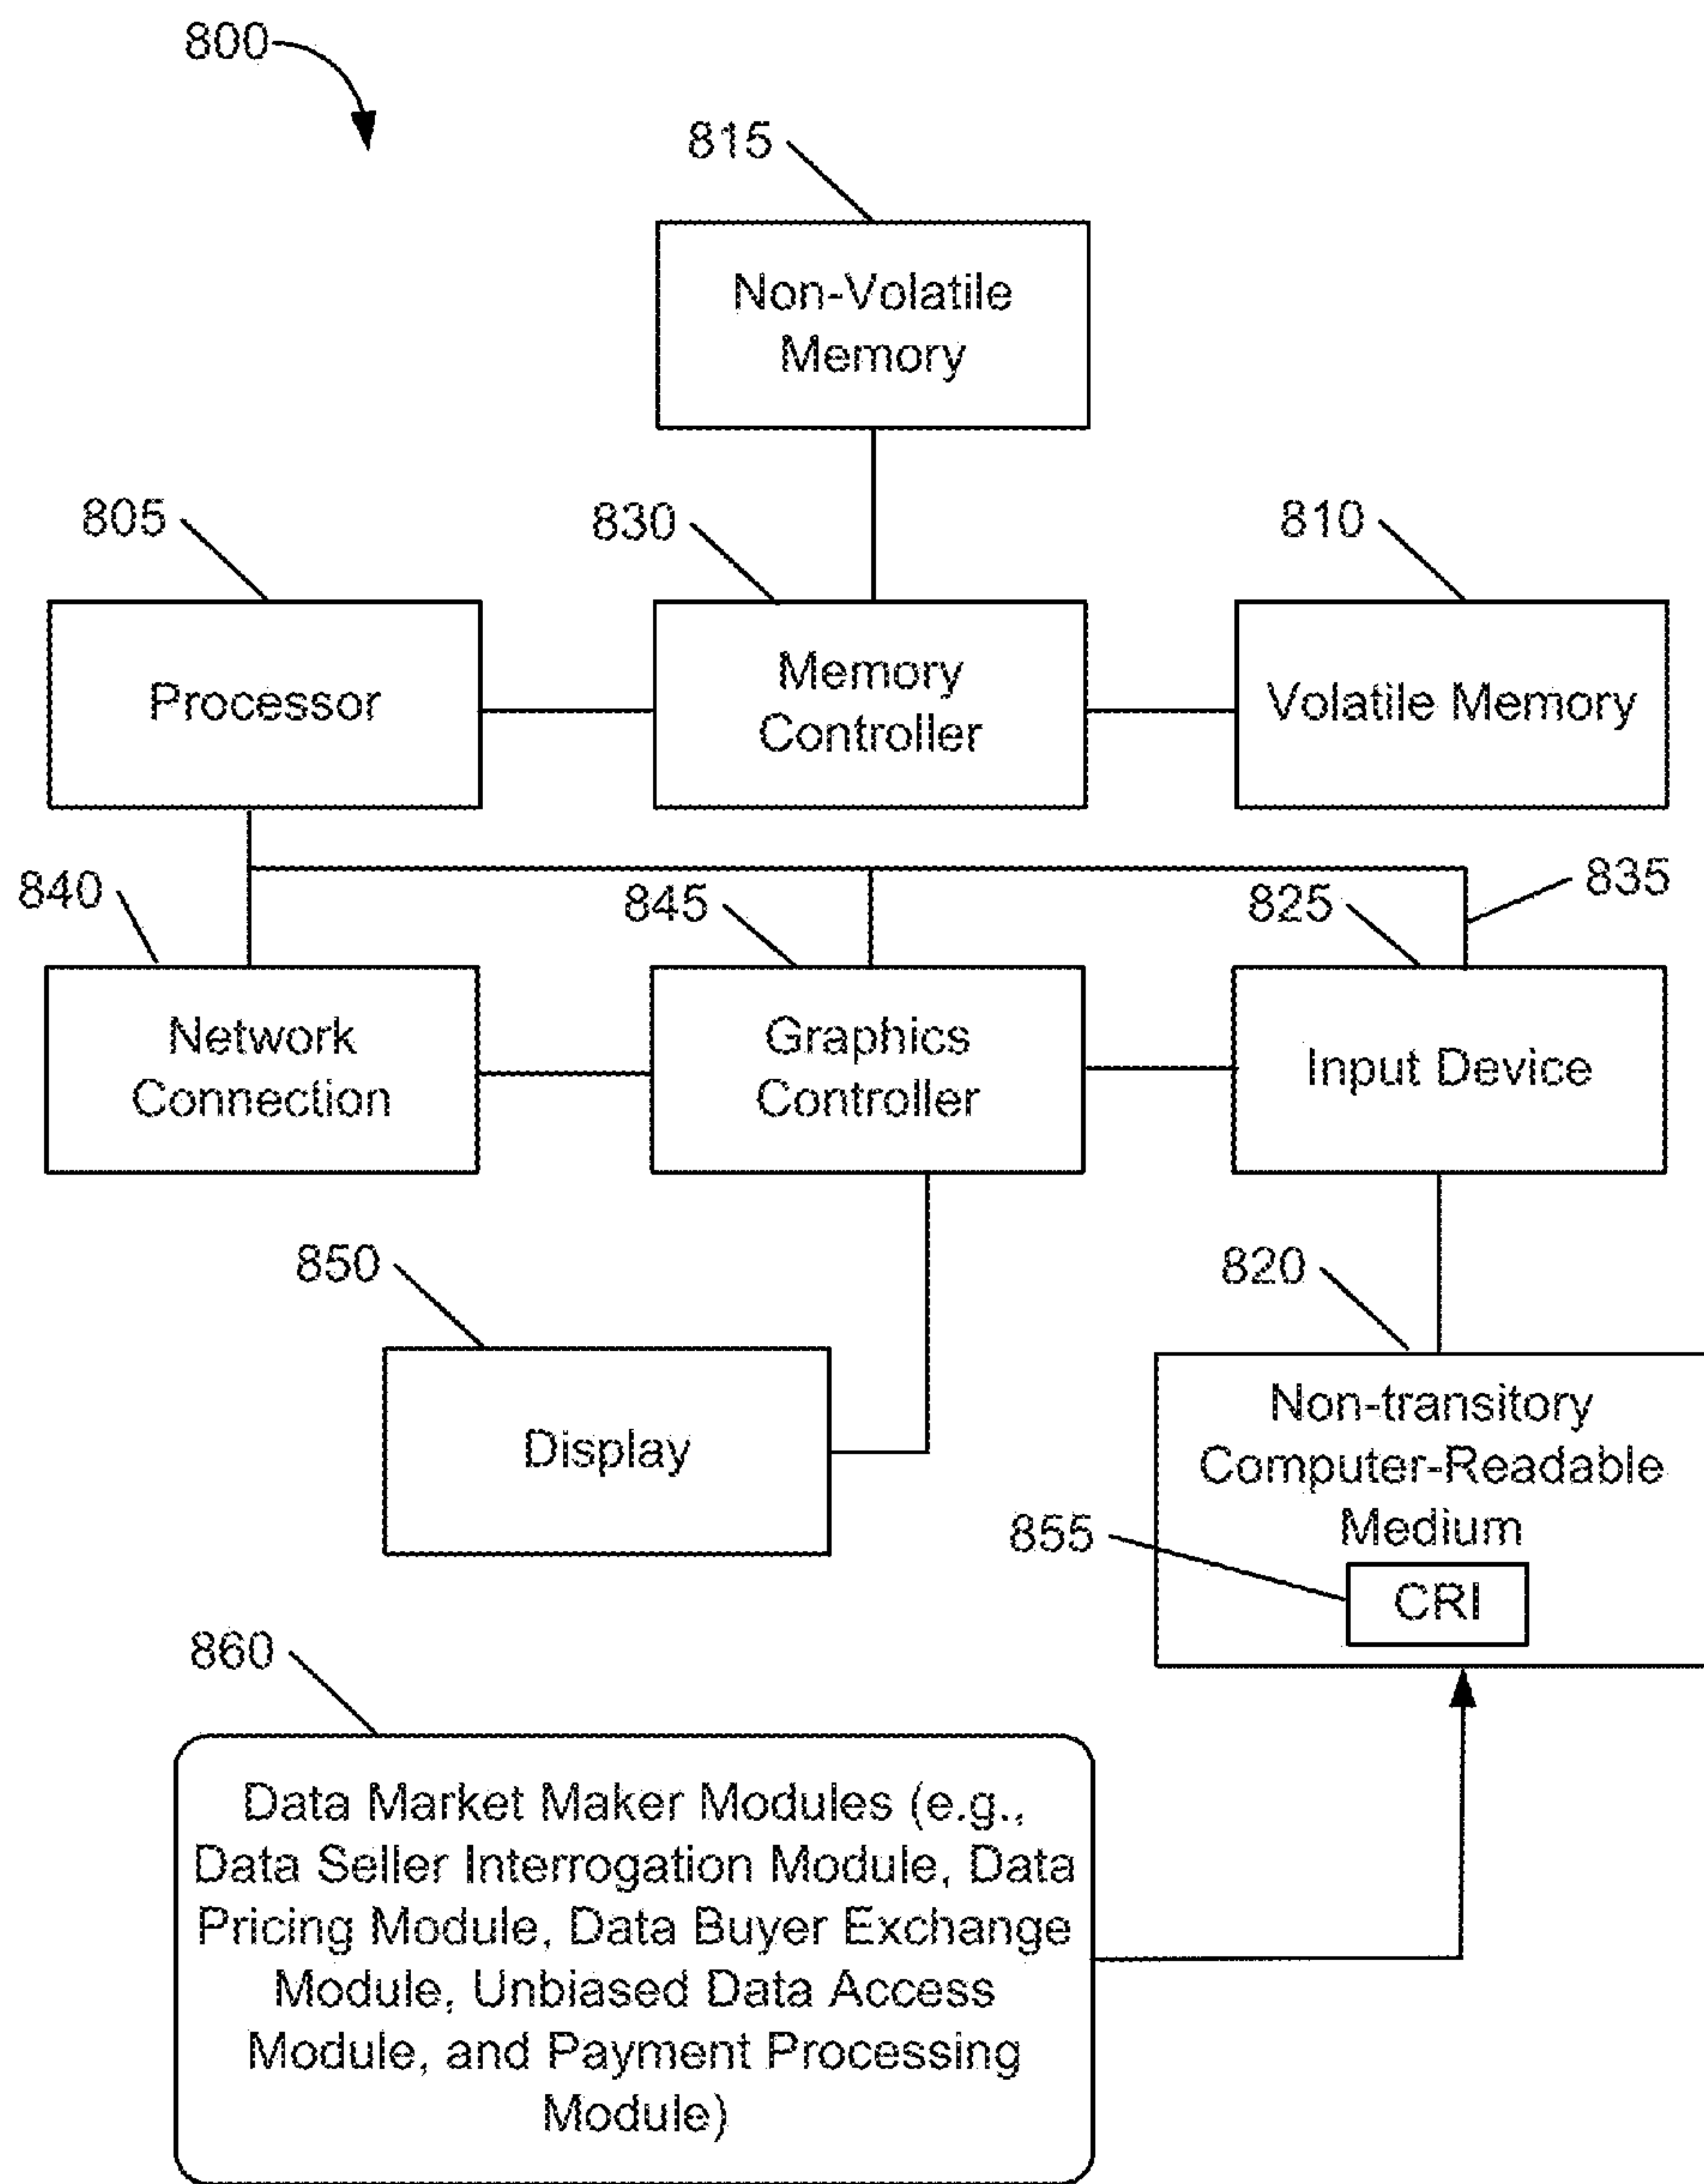 800
815
Non-Volatile
Memory
805
830
810
Processor
Memory
Controller
Volatile Memory
840
845
825
835
Network
Connection
Graphics
Controller
Input Device
850
820
Display
Non-transitory
Computer-Readable
Medium
855
CRI
860
Data Market Maker Modules (e.g.,
Data Seller Interrogation Module, Data
Pricing Module, Data Buyer Exchange
Module, Unbiased Data Access
Module, and Payment Processing
Module)